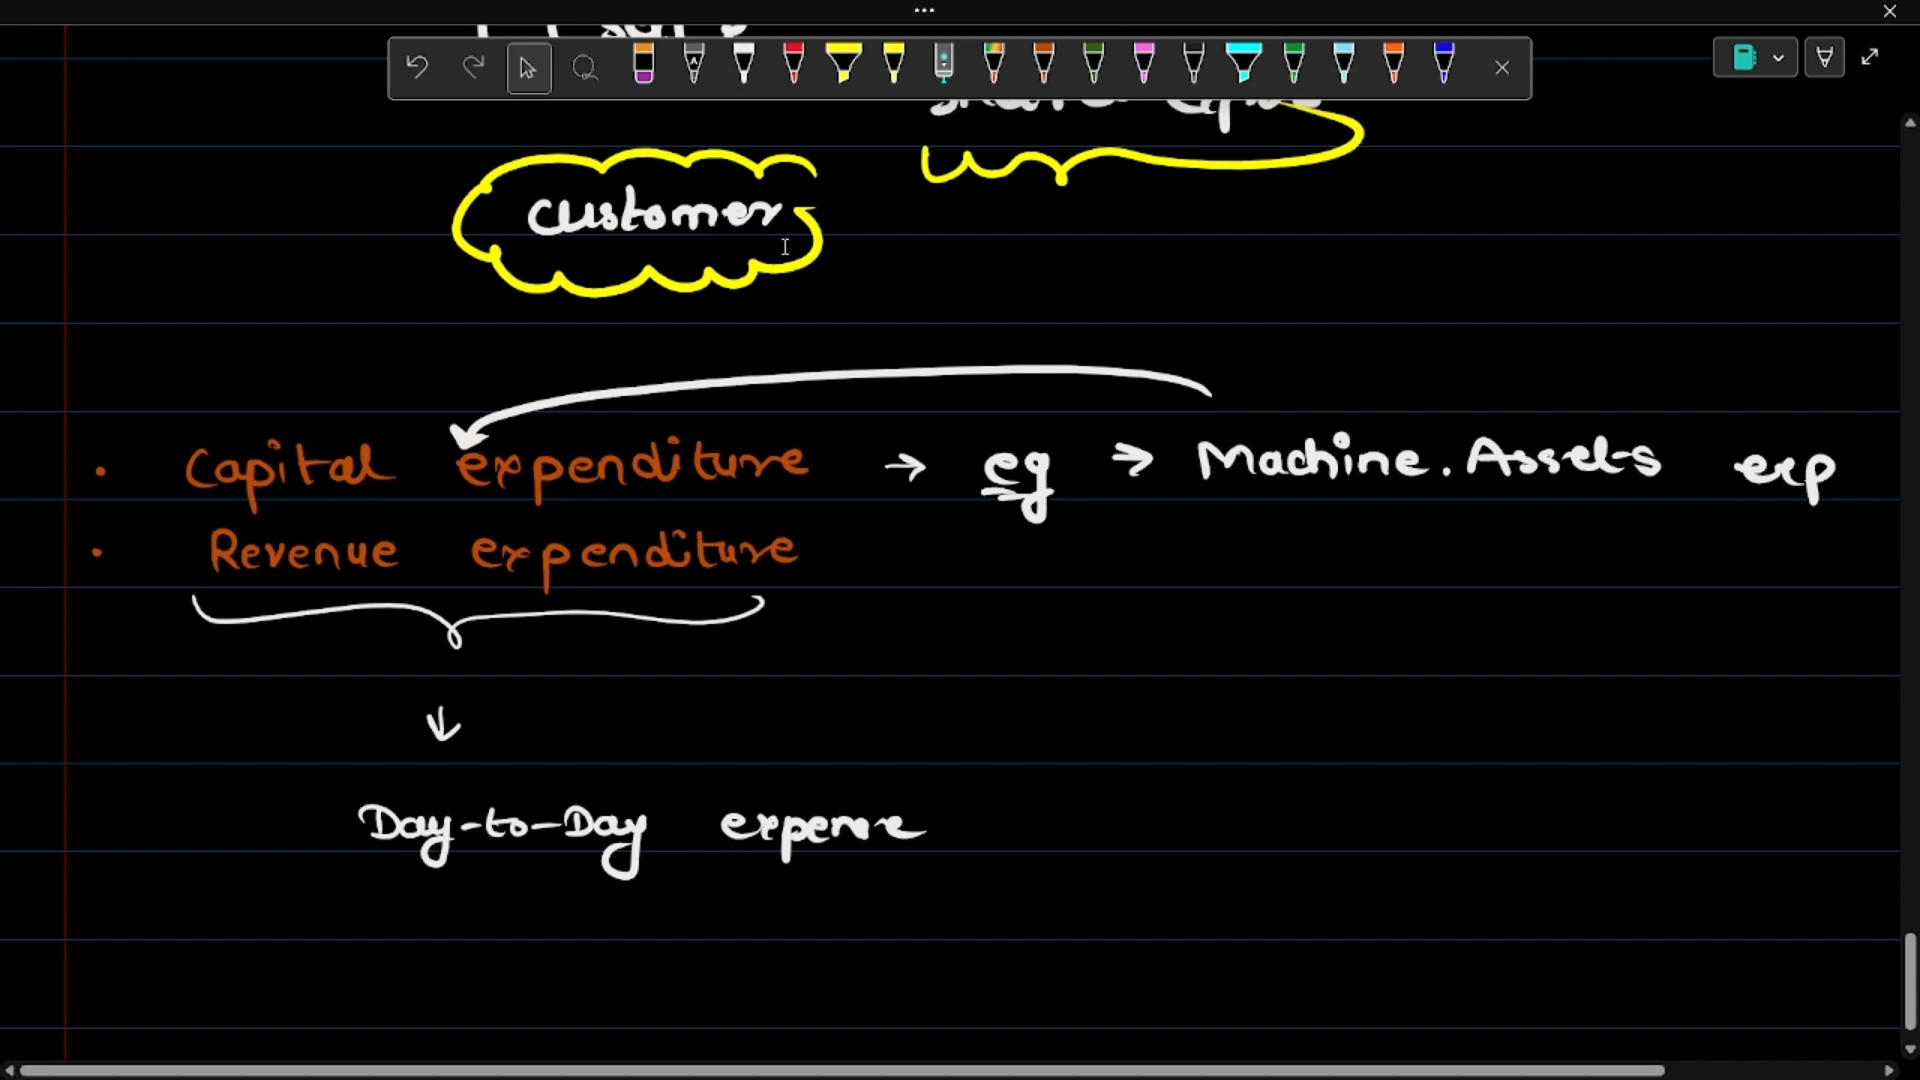 customer
• Capital expenditure → eg → Machine. Assets exp
• Revenue expenditure
↓
Day-to-Day expense